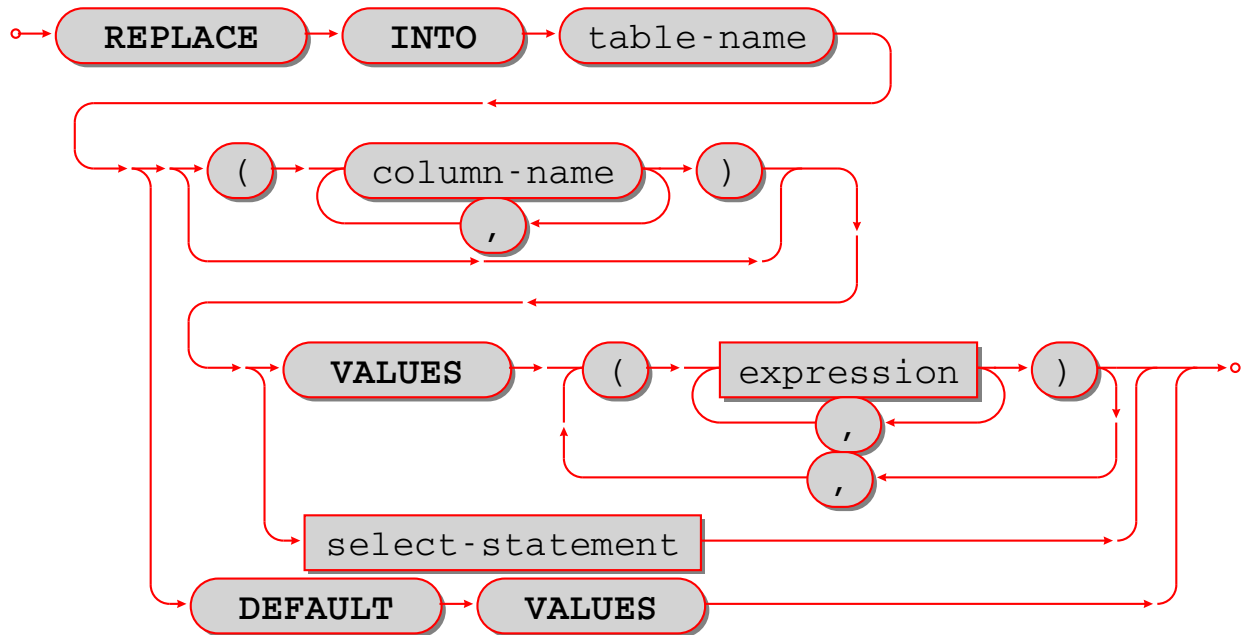 REPLACE INTO table-name
( column-name )
,
VALUES ( expression )
,
,
select-statement
DEFAULT VALUES